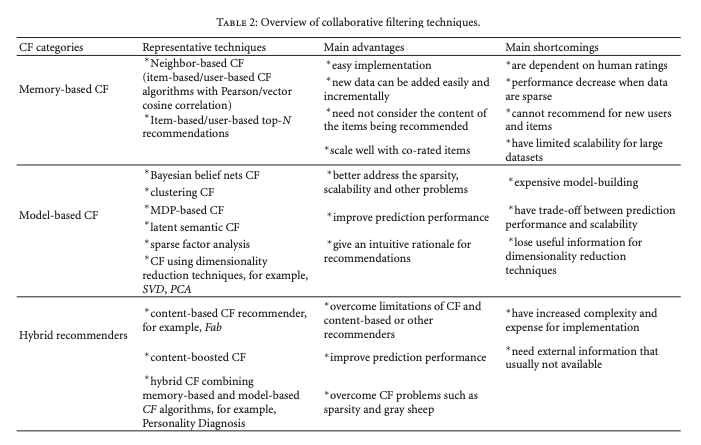 TABLE 2: Overview of collaborative filtering techniques.
CF categories Representative techniques Main advantages Main shortcomings
Memory-based CF
*Neighbor-based CF
(item-based/user-based CF
algorithms with Pearson/vector
cosine correlation)
*Item-based/user-based top-N
recommendations
*easy implementation
*new data can be added easily and
incrementally
*need not consider the content of
the items being recommended
*scale well with co-rated items
*are dependent on human ratings
*performance decrease when data
are sparse
*cannot recommend for new users
and items
*have limited scalability for large
datasets
Model-based CF
*Bayesian belief nets CF
*clustering CF
*MDP-based CF
*latent semantic CF
*sparse factor analysis
*CF using dimensionality
reduction techniques, for example,
SVD, PCA
*better address the sparsity,
scalability and other problems
*improve prediction performance
*give an intuitive rationale for
recommendations
*expensive model-building
*have trade-off between prediction
performance and scalability
*lose useful information for
dimensionality reduction
techniques
Hybrid recommenders
*content-based CF recommender,
for example, Fab
*content-boosted CF
*hybrid CF combining
memory-based and model-based
CF algorithms, for example,
Personality Diagnosis
*overcome limitations of CF and
content-based or other
recommenders
*improve prediction performance
*overcome CF problems such as
sparsity and gray sheep
*have increased complexity and
expense for implementation
*need external information that
usually not available